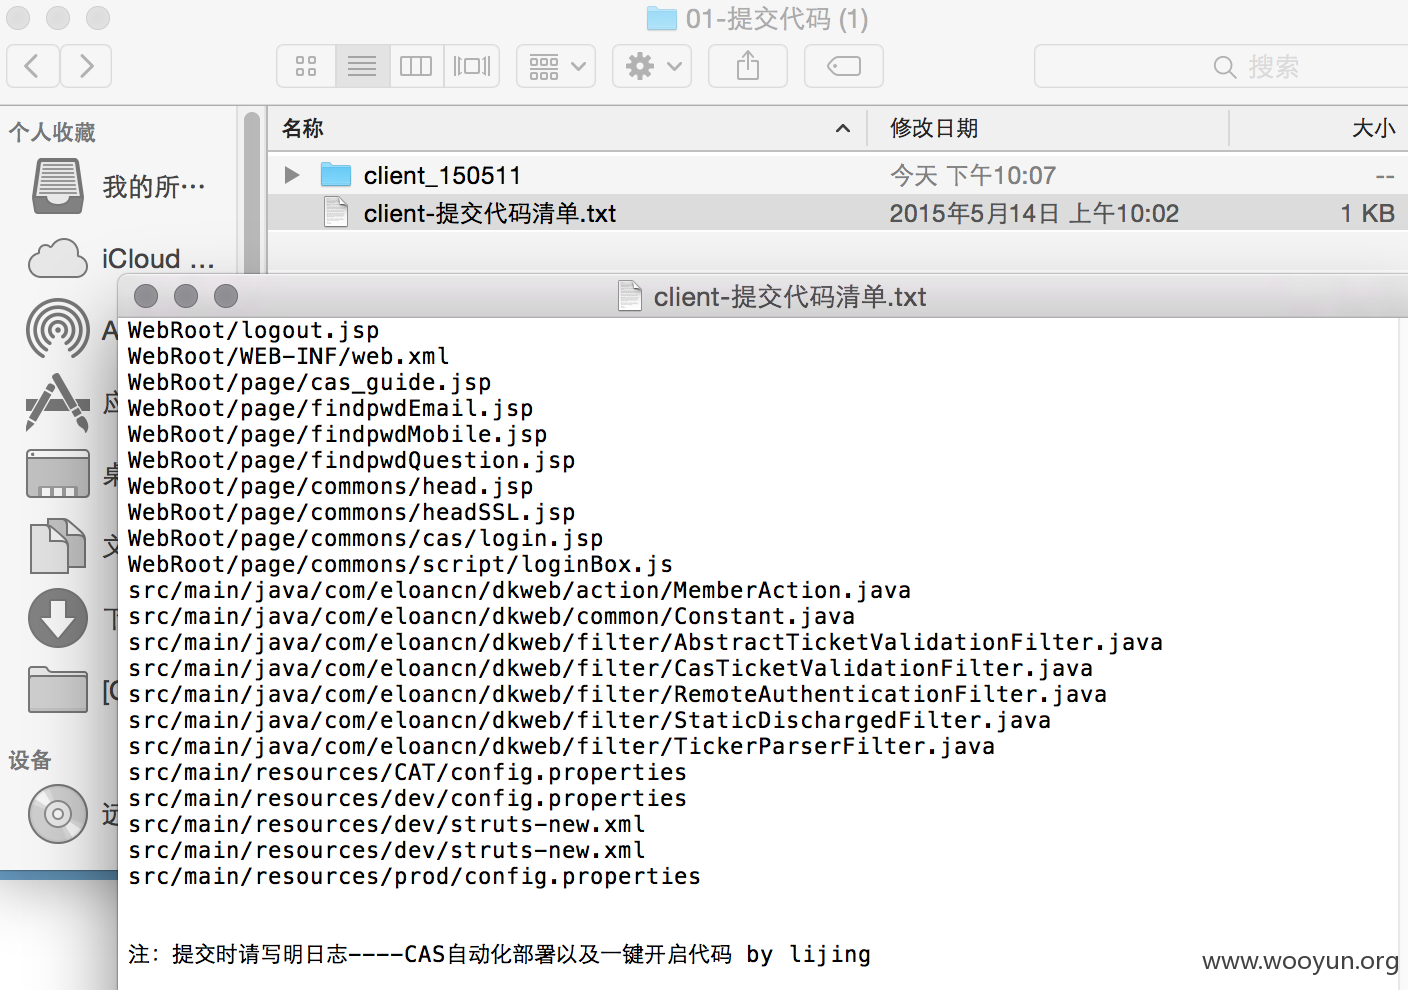 01-提交代码 (1)
搜索
个人收藏
名称
修改日期
大小
client_150511
今天 下午10:07
--
我的所…
client-提交代码清单.txt
2015年5月14日 上午10:02
1 KB
iCloud …
client-提交代码清单.txt
WebRoot/logout.jsp
WebRoot/WEB-INF/web.xml
WebRoot/page/cas_guide.jsp
WebRoot/page/findpwdEmail.jsp
WebRoot/page/findpwdMobile.jsp
WebRoot/page/findpwdQuestion.jsp
WebRoot/page/commons/head.jsp
WebRoot/page/commons/headSSL.jsp
WebRoot/page/commons/cas/login.jsp
WebRoot/page/commons/script/loginBox.js
src/main/java/com/eloancn/dkweb/action/MemberAction.java
src/main/java/com/eloancn/dkweb/common/Constant.java
src/main/java/com/eloancn/dkweb/filter/AbstractTicketValidationFilter.java
src/main/java/com/eloancn/dkweb/filter/CasTicketValidationFilter.java
src/main/java/com/eloancn/dkweb/filter/RemoteAuthenticationFilter.java
src/main/java/com/eloancn/dkweb/filter/StaticDischargedFilter.java
src/main/java/com/eloancn/dkweb/filter/TickerParserFilter.java
设备
src/main/resources/CAT/config.properties
src/main/resources/dev/config.properties
src/main/resources/dev/struts-new.xml
src/main/resources/dev/struts-new.xml
src/main/resources/prod/config.properties
注: 提交时请写明日志----CAS自动化部署以及一键开启代码 by lijing
www.wooyun.org